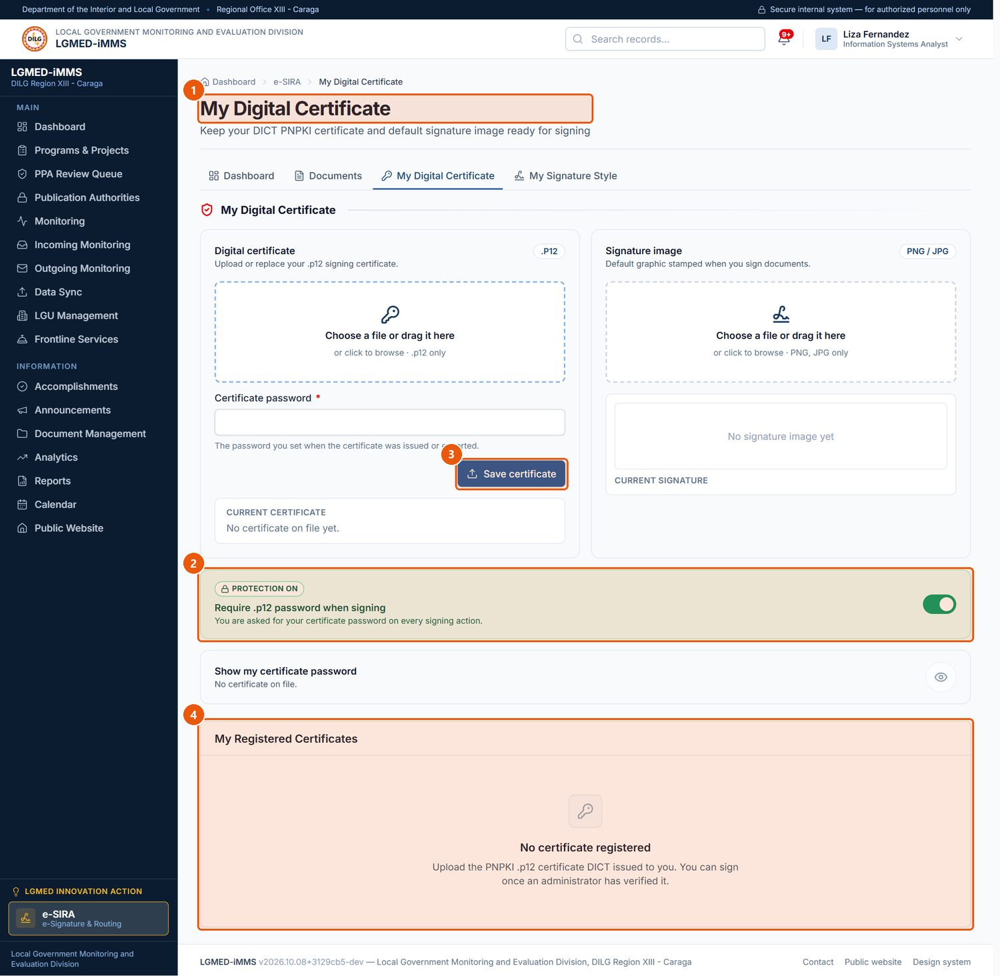 Department of the Interior and Local Government • Regional Office XIII - Caraga
Secure internal system — for authorized personnel only
DILG
LOCAL GOVERNMENT MONITORING AND EVALUATION DIVISION
LGMED-iMMS
Search records...
9+
LF
Liza Fernandez
Information Systems Analyst
LGMED-iMMS
DILG Region XIII - Caraga
MAIN
Dashboard
Programs & Projects
PPA Review Queue
Publication Authorities
Monitoring
Incoming Monitoring
Outgoing Monitoring
Data Sync
LGU Management
Frontline Services
INFORMATION
Accomplishments
Announcements
Document Management
Analytics
Reports
Calendar
Public Website
LGMED INNOVATION ACTION
e-SIRA
e-Signature & Routing
Local Government Monitoring and
Evaluation Division
1
Dashboard > e-SIRA > My Digital Certificate
My Digital Certificate
Keep your DICT PNPKI certificate and default signature image ready for signing
Dashboard
Documents
My Digital Certificate
My Signature Style
My Digital Certificate
Digital certificate
.P12
Upload or replace your .p12 signing certificate.
Choose a file or drag it here
or click to browse · .p12 only
Certificate password *
The password you set when the certificate was issued or
3
Save certificate
CURRENT CERTIFICATE
No certificate on file yet.
Signature image
PNG / JPG
Default graphic stamped when you sign documents.
Choose a file or drag it here
or click to browse · PNG, JPG only
No signature image yet
CURRENT SIGNATURE
2
PROTECTION ON
Require .p12 password when signing
You are asked for your certificate password on every signing action.
Show my certificate password
No certificate on file.
4
My Registered Certificates
No certificate registered
Upload the PNPKI .p12 certificate DICT issued to you. You can sign
once an administrator has verified it.
LGMED-iMMS v2026.10.08+3129cb5-dev — Local Government Monitoring and Evaluation Division, DILG Region XIII - Caraga
Contact
Public website
Design system